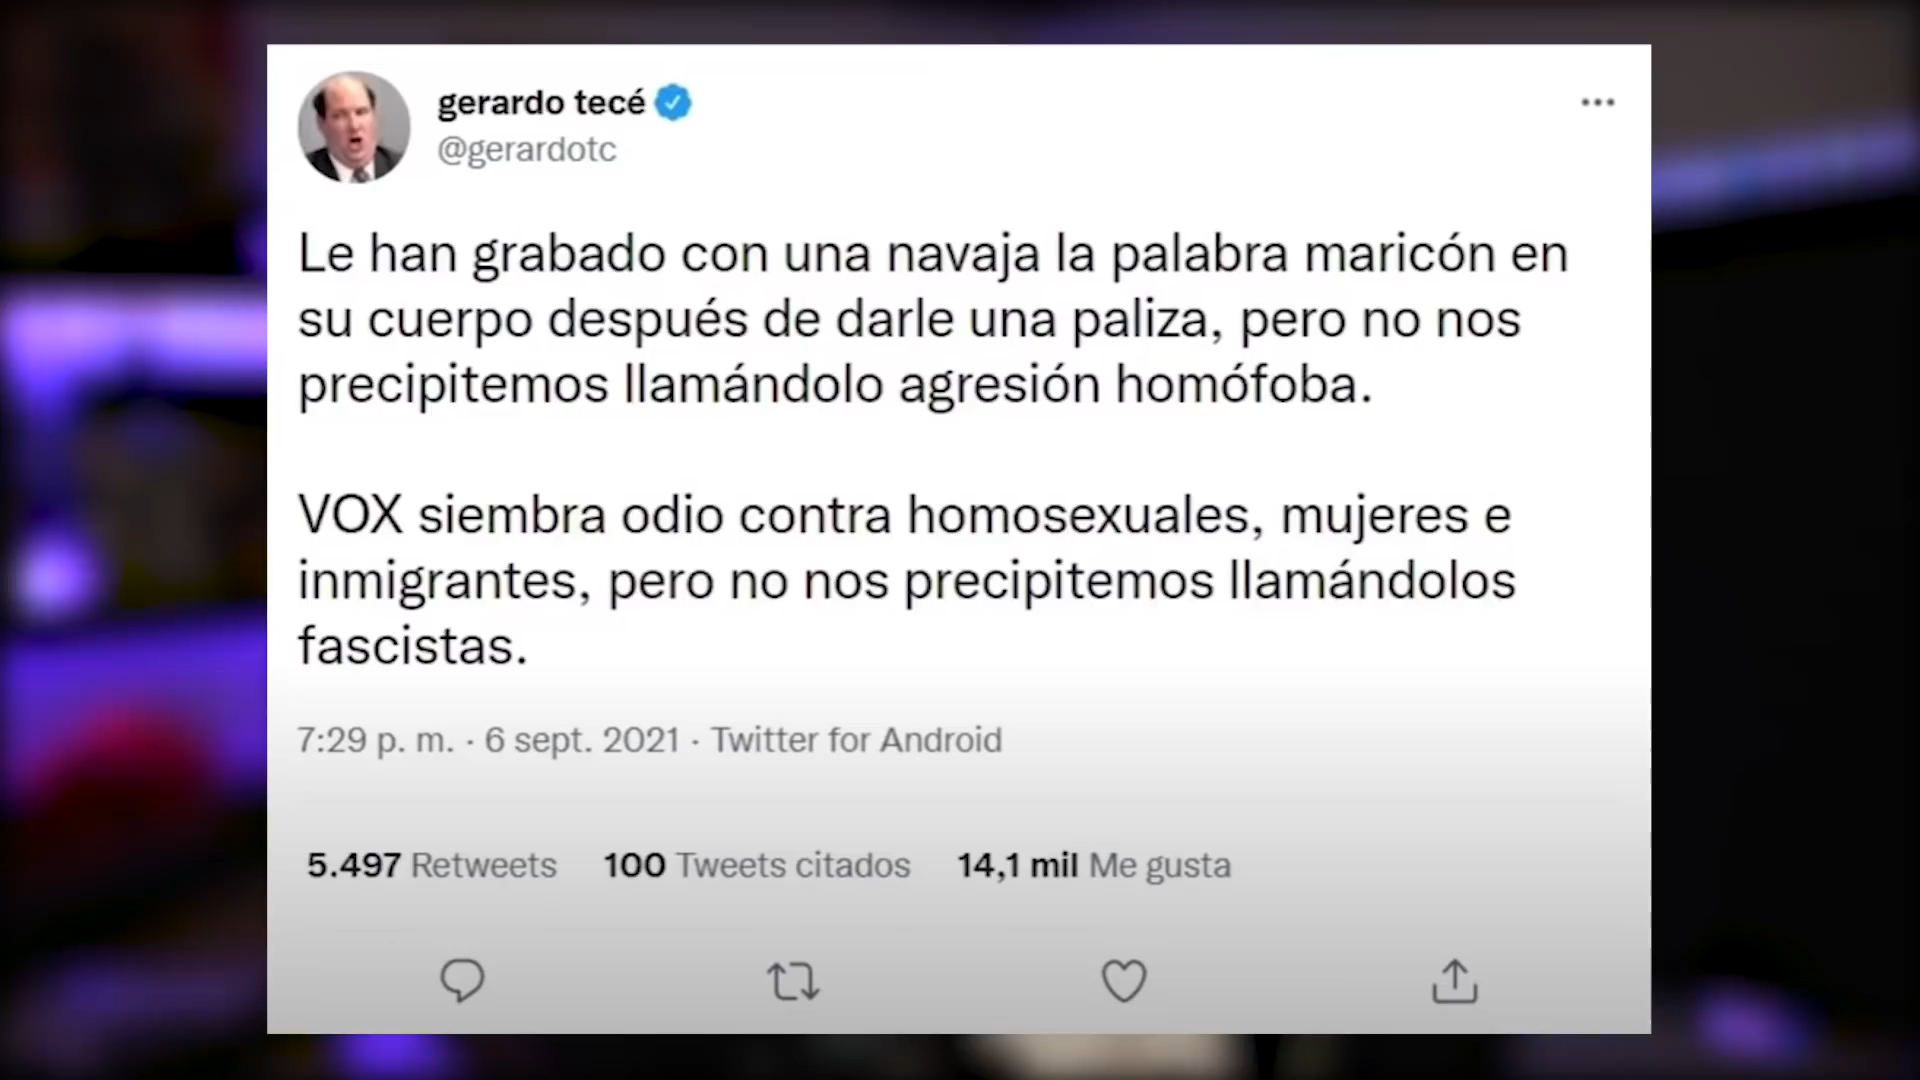 gerardo tecé
@gerardotc
Le han grabado con una navaja la palabra maricón en
su cuerpo después de darle una paliza, pero no nos
precipitemos llamándolo agresión homófoba.
VOX siembra odio contra homosexuales, mujeres e
inmigrantes, pero no nos precipitemos llamándolos
fascistas.
7:29 p. m. · 6 sept. 2021 · Twitter for Android
5.497 Retweets 100 Tweets citados 14,1 mil Me gusta